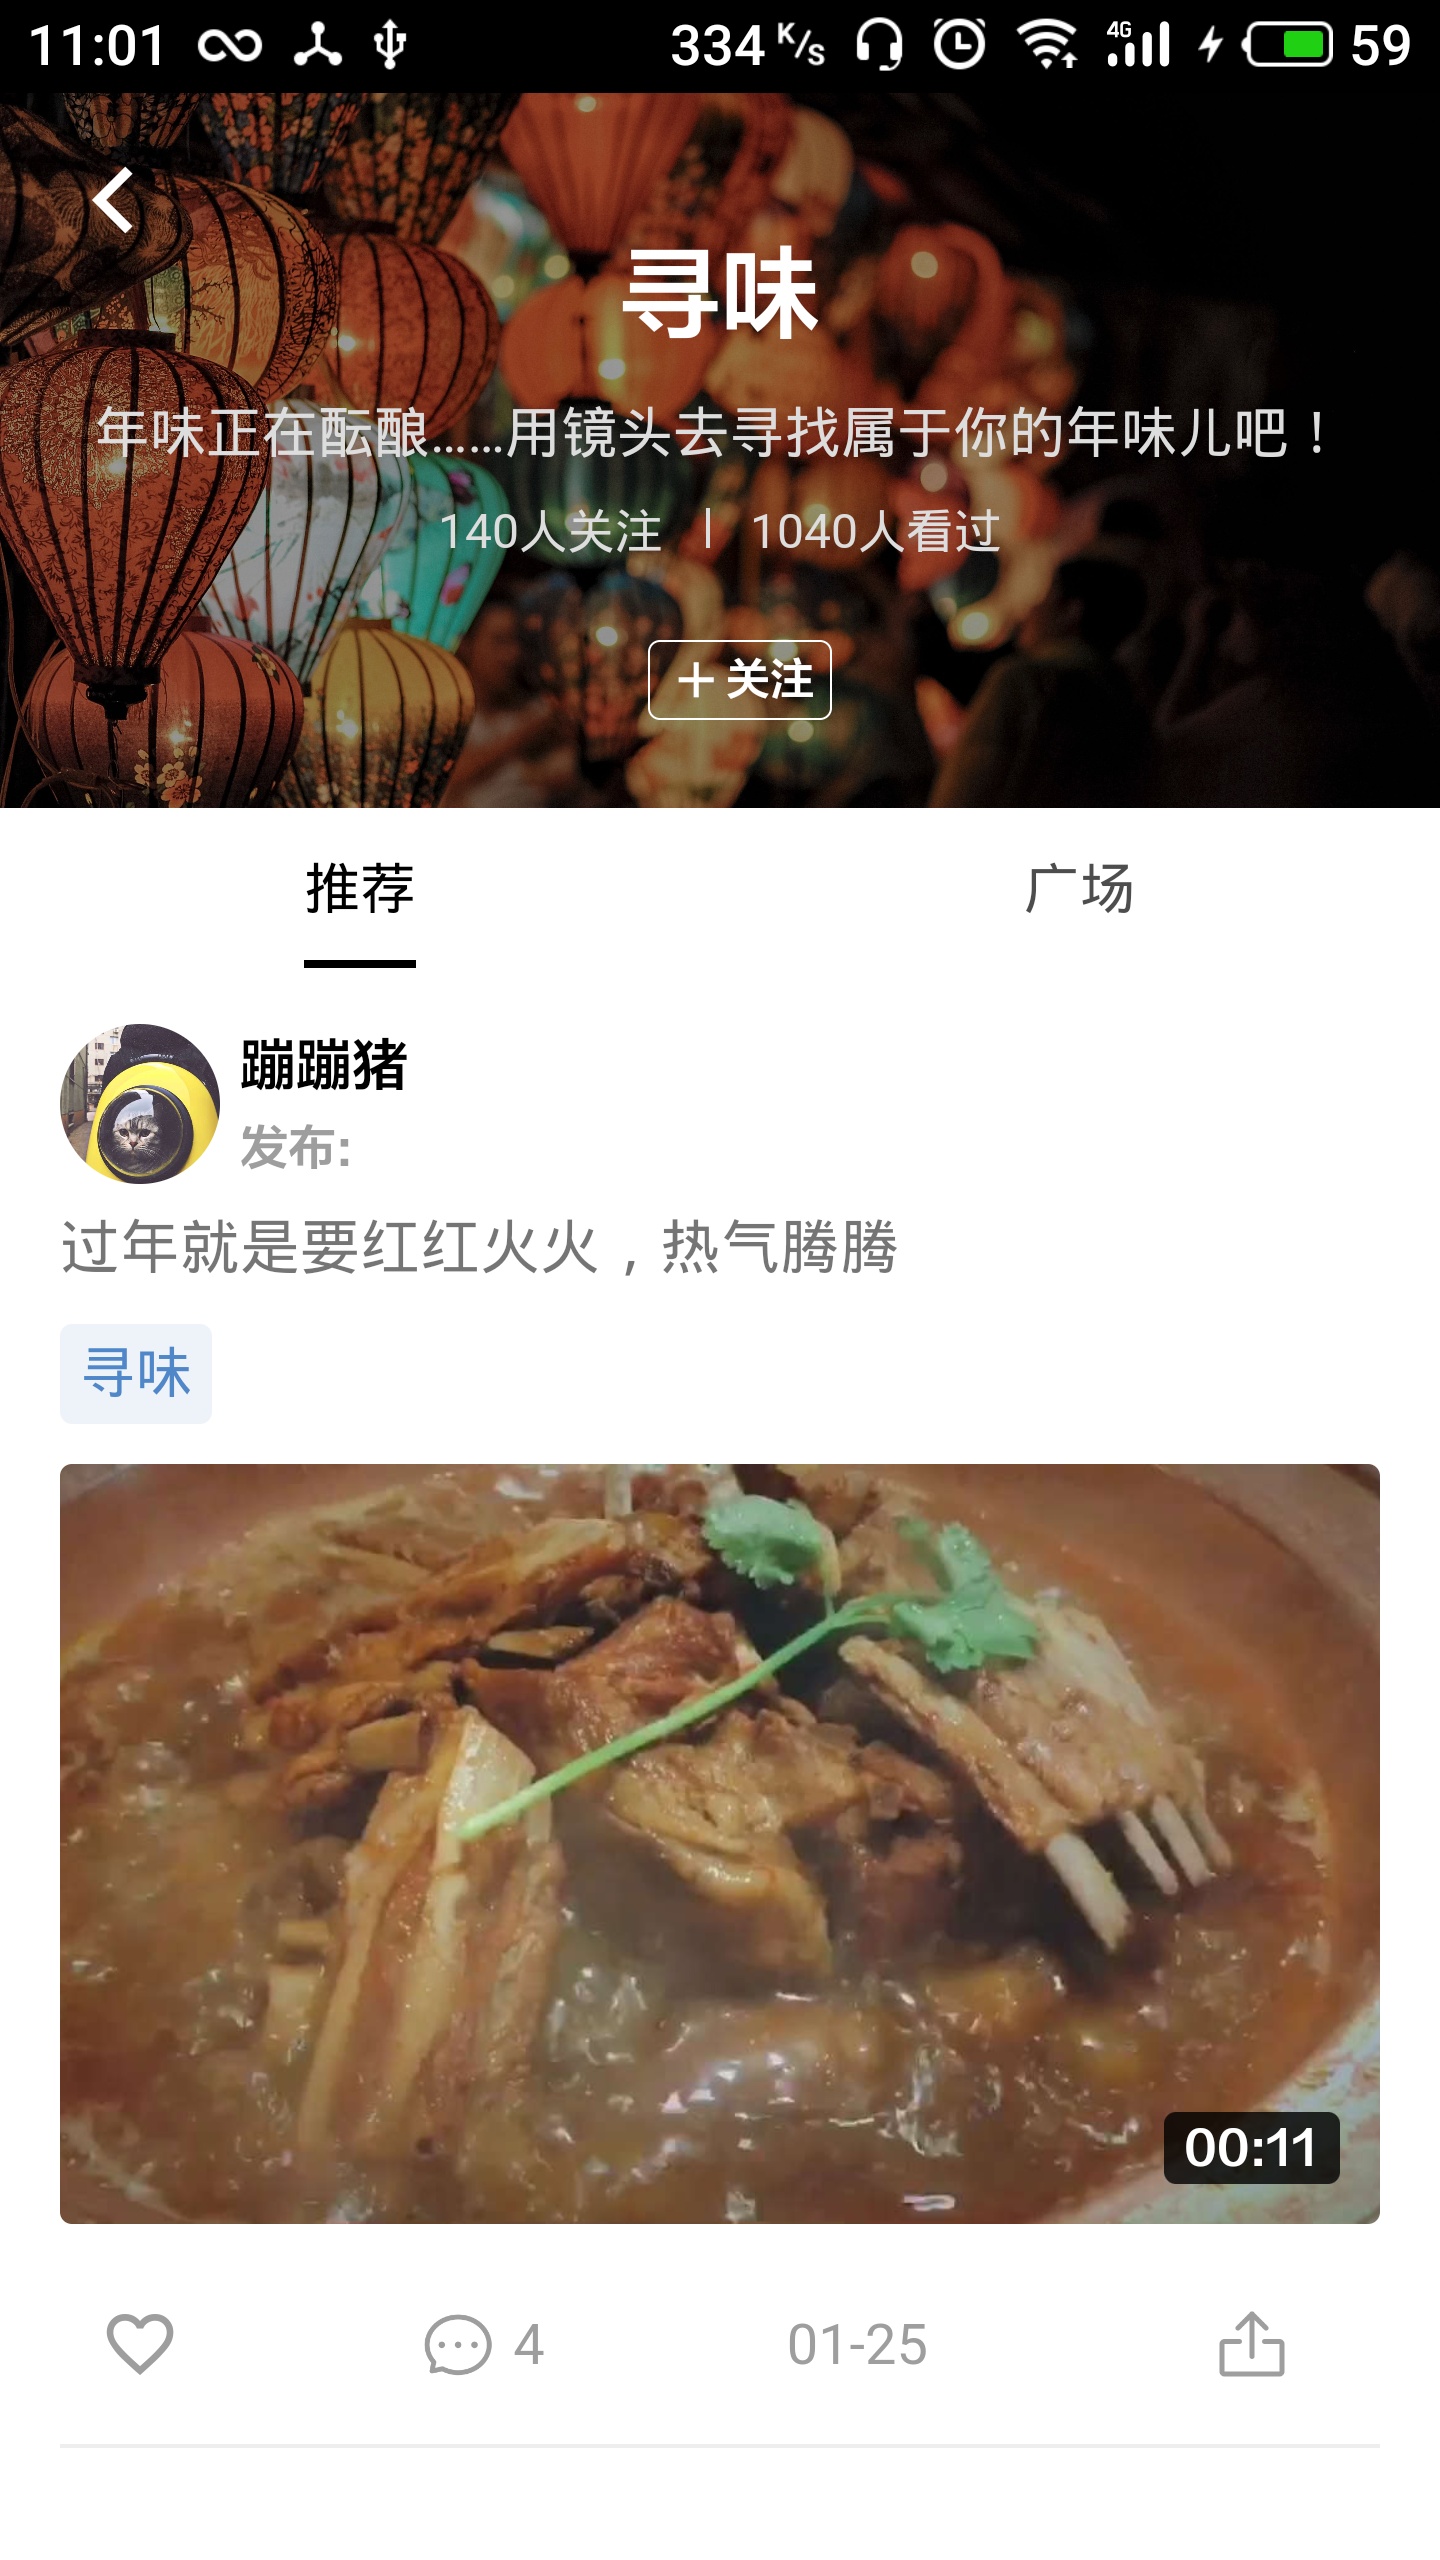 11:01 334 K/s 4G 59
寻味
年味正在酝酿……用镜头去寻找属于你的年味儿吧！
140人关注 | 1040人看过
+ 关注
推荐 广场
蹦蹦猪
发布:
过年就是要红红火火，热气腾腾
寻味
00:11
4 01-25